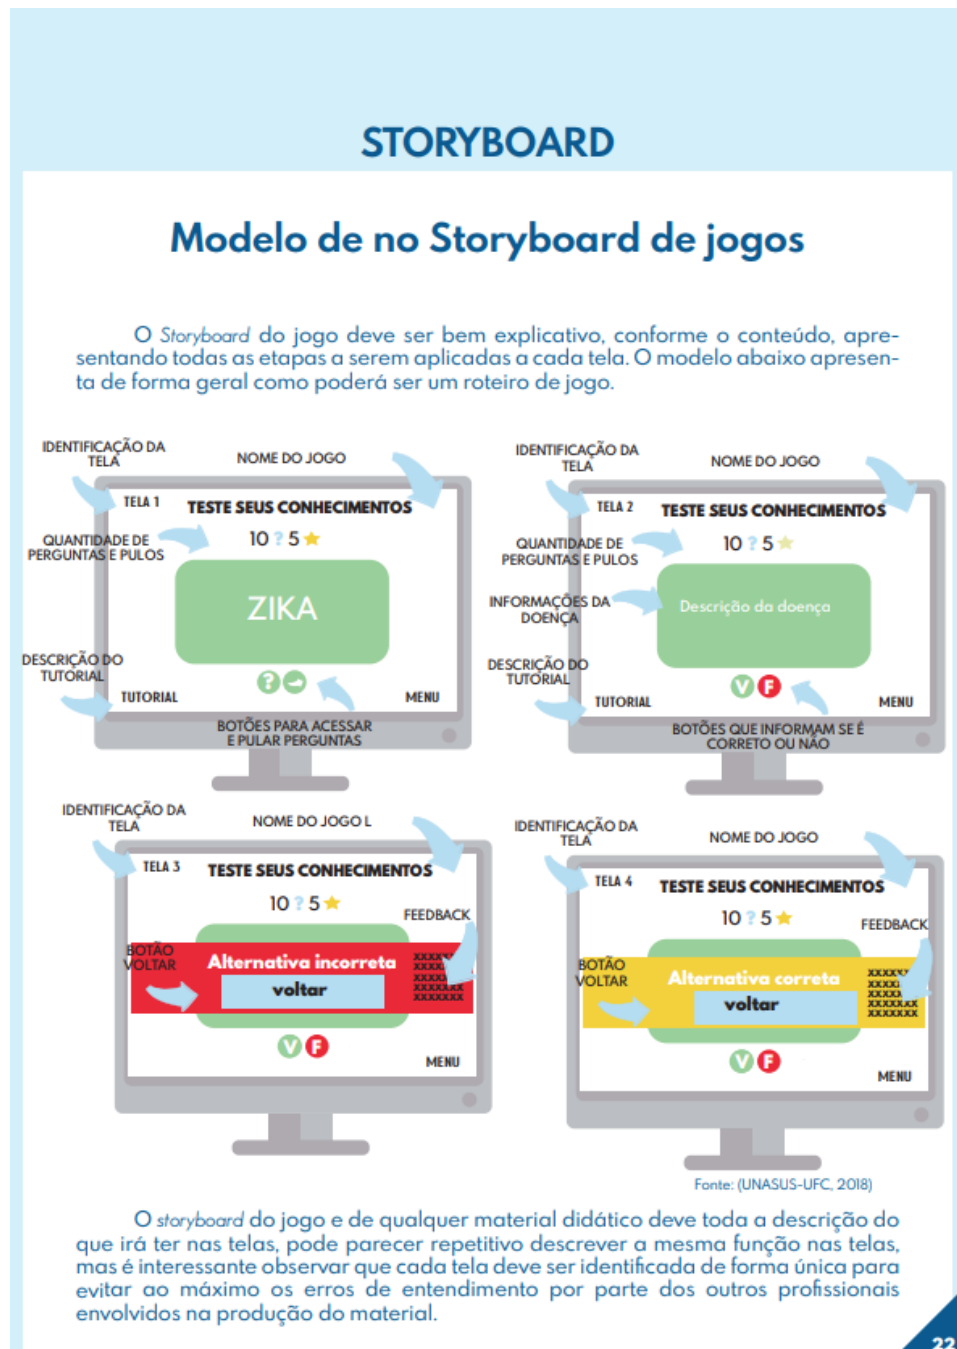 STORYBOARD
Modelo de no Storyboard de jogos
O Storyboard do jogo deve ser bem explicativo, conforme o conteúdo, apre-
sentando todas as etapas a serem aplicadas a cada tela. O modelo abaixo apresen-
ta de forma geral como poderá ser um roteiro de jogo.
IDENTIFICAÇÃO DA
TELA
NOME DO JOGO
TELA 1
TESTE SEUS CONHECIMENTOS
QUANTIDADE DE
PERGUNTAS E PULOS
10 ? 5
ZIKA
DESCRIÇÃO DO
TUTORIAL
?
TUTORIAL
MENU
BOTÕES PARA ACESSAR
E PULAR PERGUNTAS
IDENTIFICAÇÃO DA
TELA
NOME DO JOGO
TELA 2
TESTE SEUS CONHECIMENTOS
QUANTIDADE DE
PERGUNTAS E PULOS
10 ? 5
INFORMAÇÕES DA
DOENÇA
Descrição da doença
DESCRIÇÃO DO
TUTORIAL
V F
TUTORIAL
MENU
BOTÕES QUE INFORMAM SE É
CORRETO OU NÃO
IDENTIFICAÇÃO DA
TELA
NOME DO JOGO L
TELA 3
TESTE SEUS CONHECIMENTOS
10 ? 5
FEEDBACK
BOTÃO
VOLTAR
Alternativa incorreta
voltar
XXXXXX
XXXX
XXXXX
XXXXXXX
XXXXXXX
V F
MENU
IDENTIFICAÇÃO DA
TELA
NOME DO JOGO
TELA 4
TESTE SEUS CONHECIMENTOS
10 ? 5
FEEDBACK
BOTÃO
VOLTAR
Alternativa correta
voltar
XXXXXX
XXXX
XXXXX
XXXXXXX
XXXXXXX
V F
MENU
Fonte: (UNASUS-UFC, 2018)
O storyboard do jogo e de qualquer material didático deve toda a descrição do
que irá ter nas telas, pode parecer repetitivo descrever a mesma função nas telas,
mas é interessante observar que cada tela deve ser identificada de forma única para
evitar ao máximo os erros de entendimento por parte dos outros profissionais
envolvidos na produção do material.
22